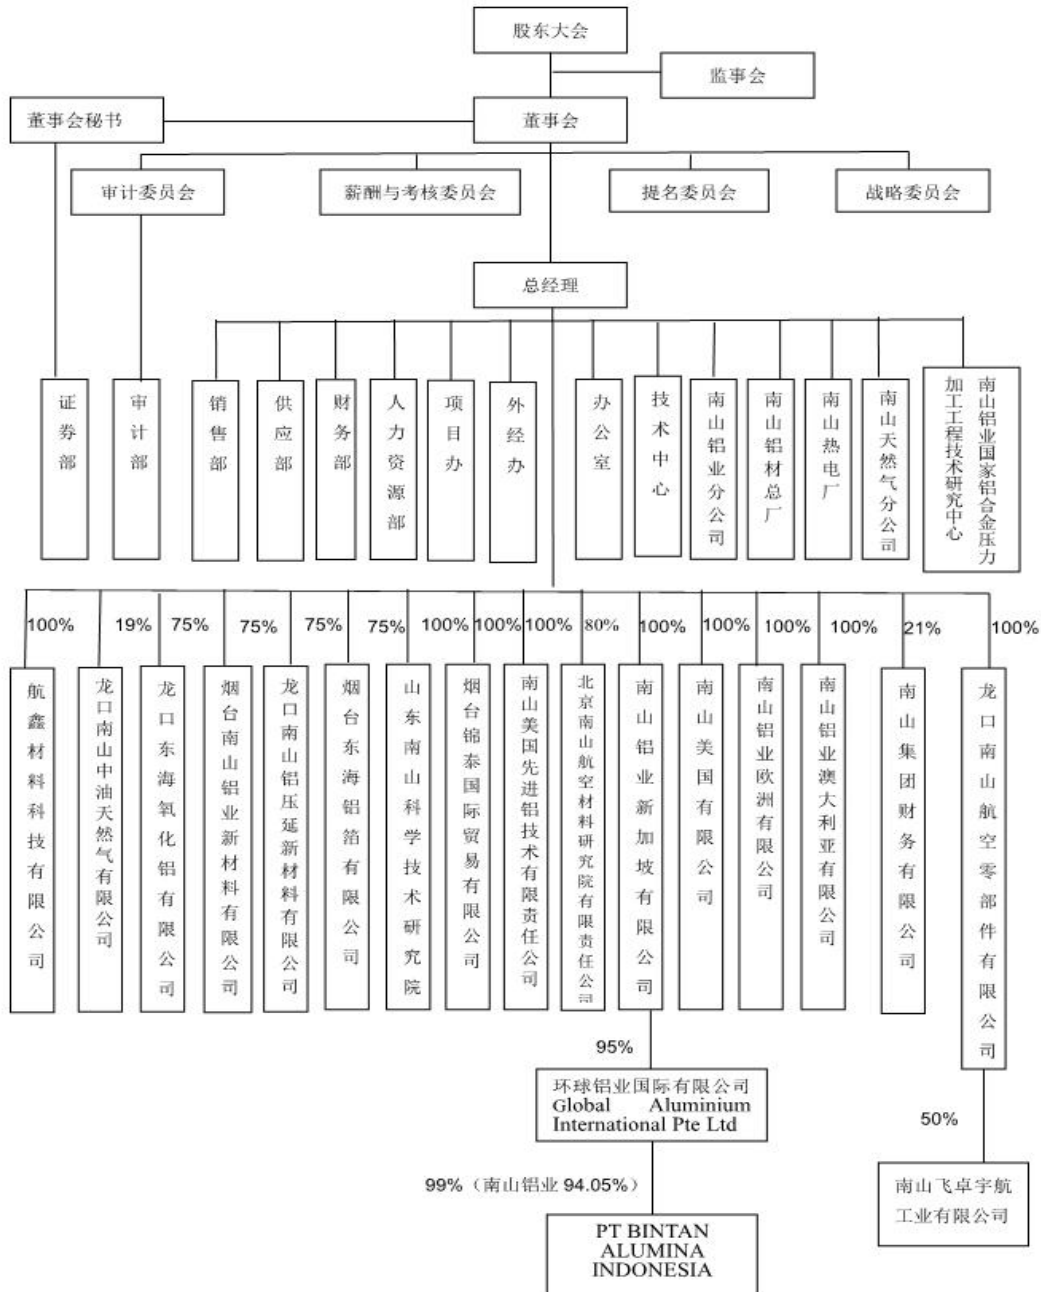 股东大会
监事会
董事会秘书
董事会
审计委员会
薪酬与考核委员会
提名委员会
战略委员会
总经理
证券部
审计部
销售部
供应部
财务部
人力资源部
项目办
外经办
办公室
技术中心
南山铝业分公司
南山铝材总厂
南山热电厂
南山天然气分公司
南山铝业国家铝合金压力
加工工程技术研究中心
100%
19%
75%
75%
75%
75%
100%
100%
100%
80%
100%
100%
100%
100%
21%
100%
航鑫材料科技有限公司
龙口南山中油天然气有限公司
龙口东海氧化铝有限公司
烟台南山铝业新材料有限公司
龙口南山铝压延新材料有限公司
烟台东海铝箔有限公司
山东南山科学技术研究院
烟台锦泰国际贸易有限公司
南山美国先进铝技术有限责任公司
北京南山航空材料研究院有限责任公司
南山铝业新加坡有限公司
南山美国有限公司
南山铝业欧洲有限公司
南山铝业澳大利亚有限公司
南山集团财务有限公司
龙口南山航空零部件有限公司
95%
环球铝业国际有限公司
Global Aluminium
International Pte Ltd
50%
99%（南山铝业 94.05%）
南山飞卓宇航
工业有限公司
PT BINTAN
ALUMINA
INDONESIA